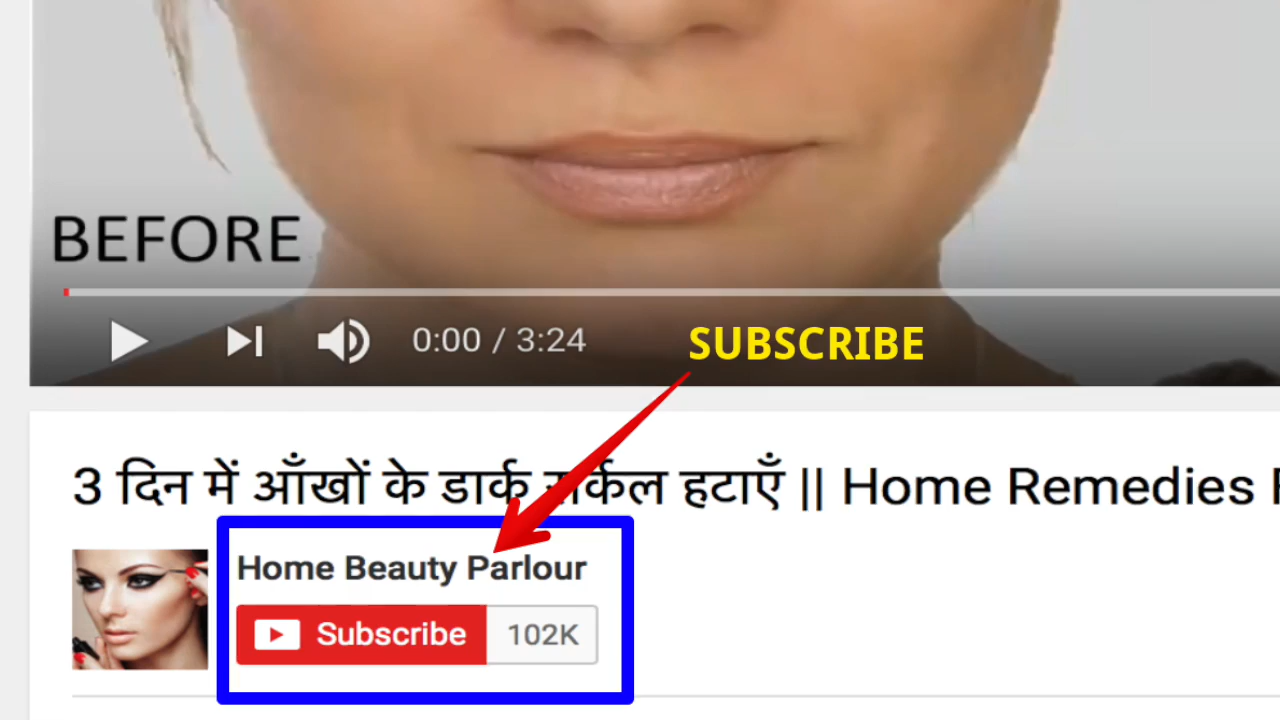 BEFORE
0:00 / 3:24
SUBSCRIBE
3 दिन में आँखों के डार्क सर्कल हटाएँ || Home Remedies
Home Beauty Parlour
Subscribe 102K